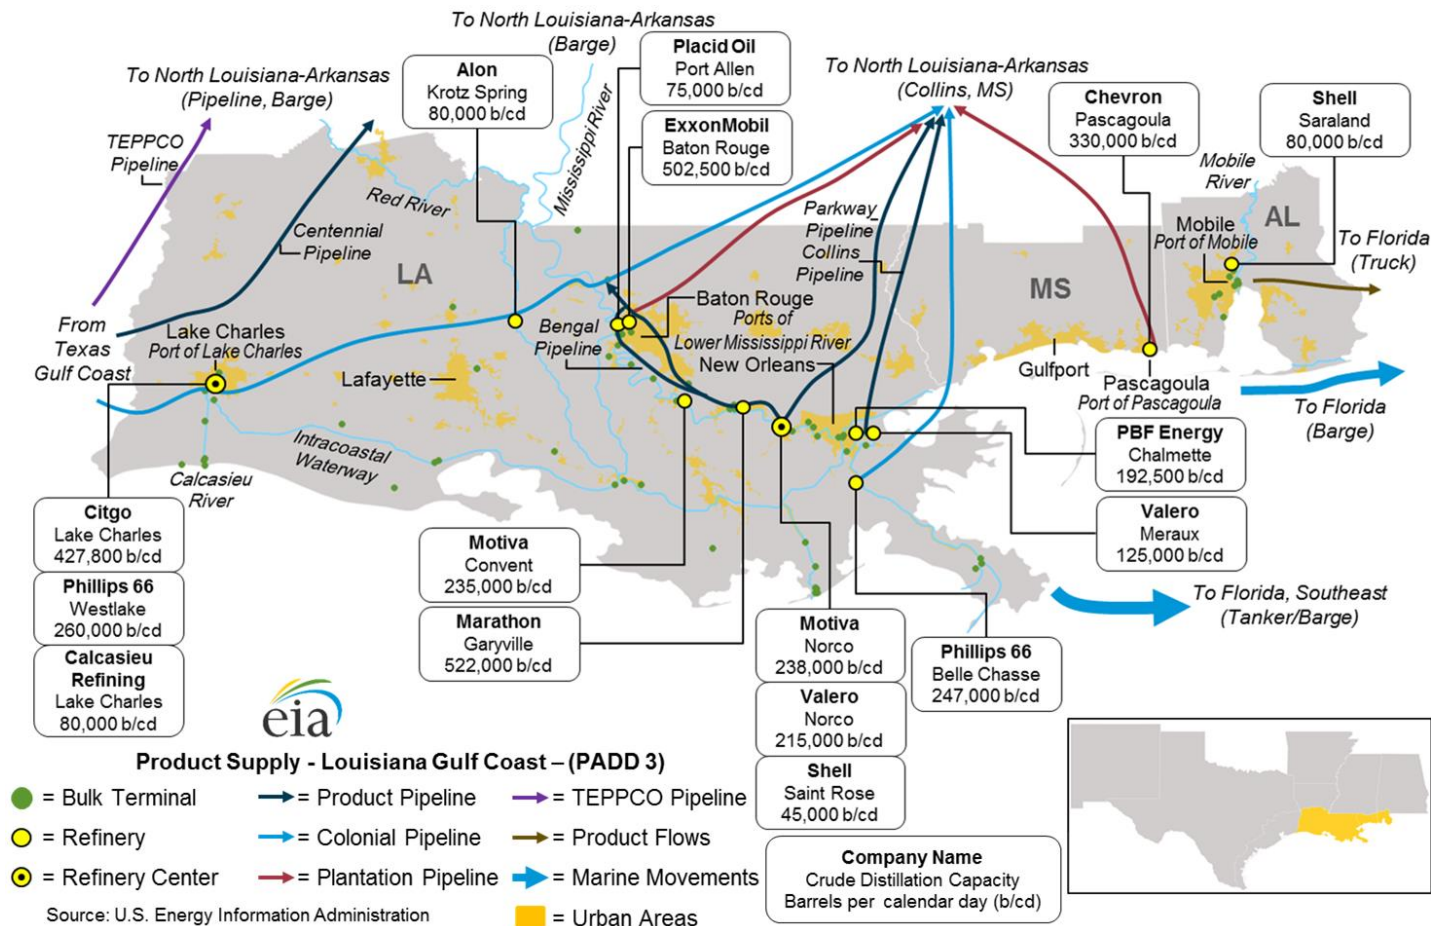 To North Louisiana-Arkansas
(Barge)
To North Louisiana-Arkansas
(Pipeline, Barge)
Alon
Krotz Spring
80,000 b/cd
Placid Oil
Port Allen
75,000 b/cd
ExxonMobil
Baton Rouge
502,500 b/cd
To North Louisiana-Arkansas
(Collins, MS)
Chevron
Pascagoula
330,000 b/cd
Shell
Saraland
80,000 b/cd
TEPPCO
Pipeline
Mississippi River
Red River
Centennial
Pipeline
LA
Parkway
Pipeline
Collins
Pipeline
Mobile
River
AL
Mobile
Port of Mobile
To Florida
(Truck)
MS
From
Texas
Gulf Coast
Lake Charles
Port of Lake Charles
Bengal
Pipeline
Baton Rouge
Ports of
Lower Mississippi River
New Orleans
Lafayette
Gulfport
Pascagoula
Port of Pascagoula
To Florida
(Barge)
Intracoastal
Waterway
Calcasieu
River
PBF Energy
Chalmette
192,500 b/cd
Valero
Meraux
125,000 b/cd
Citgo
Lake Charles
427,800 b/cd
Phillips 66
Westlake
260,000 b/cd
Calcasieu
Refining
Lake Charles
80,000 b/cd
Motiva
Convent
235,000 b/cd
Marathon
Garyville
522,000 b/cd
Motiva
Norco
238,000 b/cd
Valero
Norco
215,000 b/cd
Shell
Saint Rose
45,000 b/cd
Phillips 66
Belle Chasse
247,000 b/cd
To Florida, Southeast
(Tanker/Barge)
eia
Product Supply - Louisiana Gulf Coast – (PADD 3)
= Bulk Terminal
= Product Pipeline
= TEPPCO Pipeline
= Refinery
= Colonial Pipeline
= Product Flows
= Refinery Center
= Plantation Pipeline
= Marine Movements
Source: U.S. Energy Information Administration
= Urban Areas
Company Name
Crude Distillation Capacity
Barrels per calendar day (b/cd)